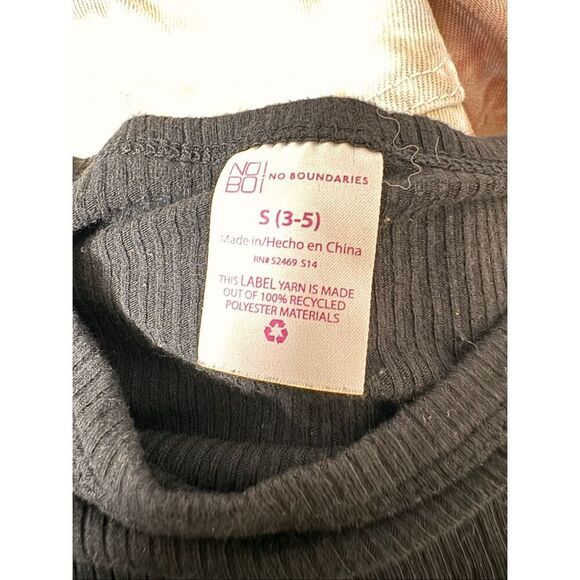 NO!
BO!
NO BOUNDARIES
S (3-5)
Made in/Hecho en China
RN# 52469 S14
THIS LABEL YARN IS MADE
OUT OF 100% RECYCLED
POLYESTER MATERIALS